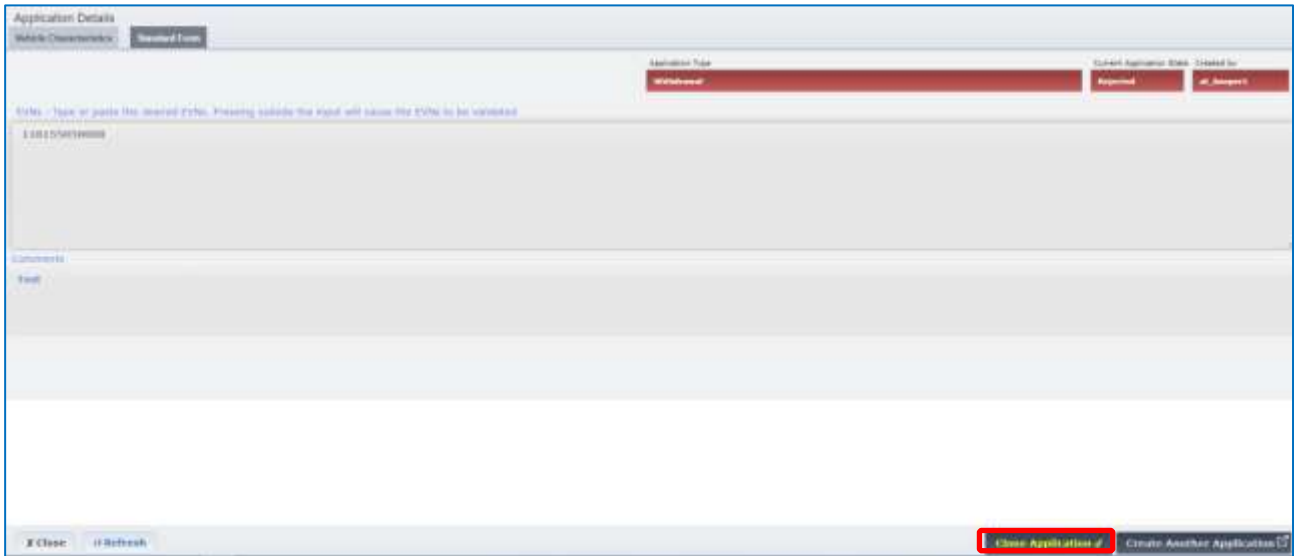 Application Details
Vehicle Characteristics Standard Form
Application Type Current Application State Created by
Withdrawal Rejected
EVNs - Type or paste the desired EVNs. Pressing outside the input will cause the EVNs to be validated
Comments
✗ Close Refresh Close Application ✓ Create Another Application